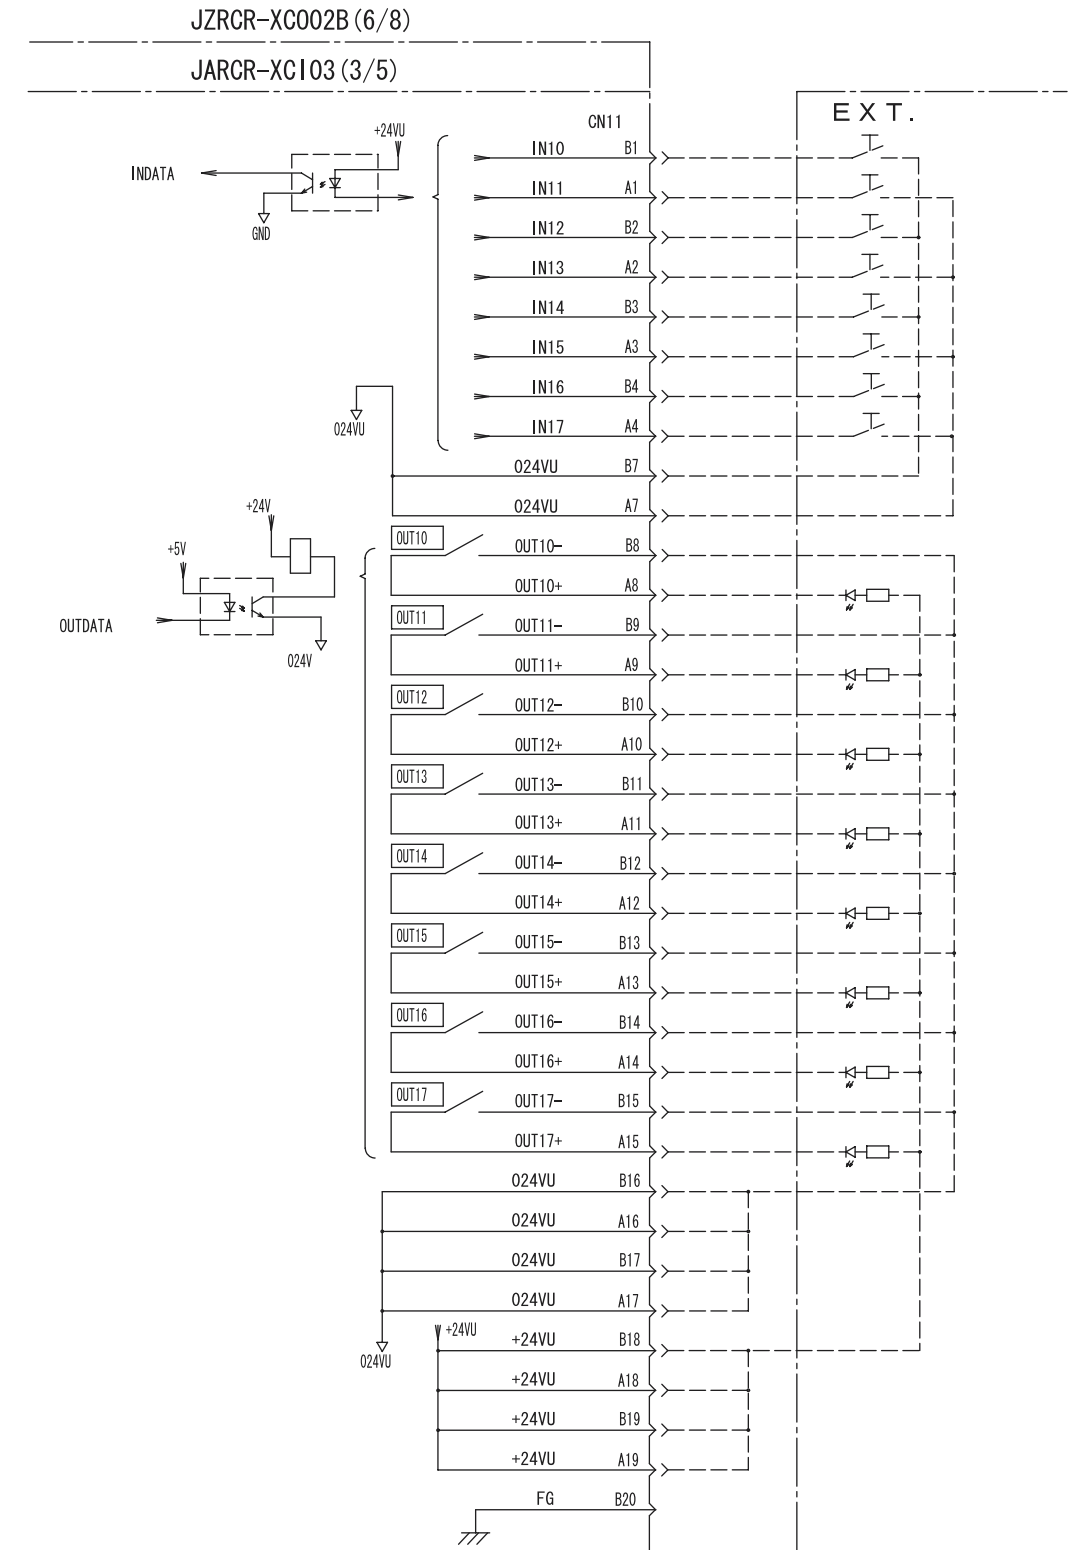 JZRCR-XCO02B(6/8)
JARCR-XCI03(3/5)
EXT.
CN11
+24VU
INDATA
GND
IN10 B1
IN11 A1
IN12 B2
IN13 A2
IN14 B3
IN15 A3
IN16 B4
IN17 A4
024VU
024VU B7
024VU A7
+24V
+5V
OUTDATA
024V
OUT10 OUT10- B8
OUT10+ A8
OUT11 OUT11- B9
OUT11+ A9
OUT12 OUT12- B10
OUT12+ A10
OUT13 OUT13- B11
OUT13+ A11
OUT14 OUT14- B12
OUT14+ A12
OUT15 OUT15- B13
OUT15+ A13
OUT16 OUT16- B14
OUT16+ A14
OUT17 OUT17- B15
OUT17+ A15
024VU B16
024VU A16
024VU B17
024VU A17
024VU
+24VU
+24VU B18
+24VU A18
+24VU B19
+24VU A19
FG B20